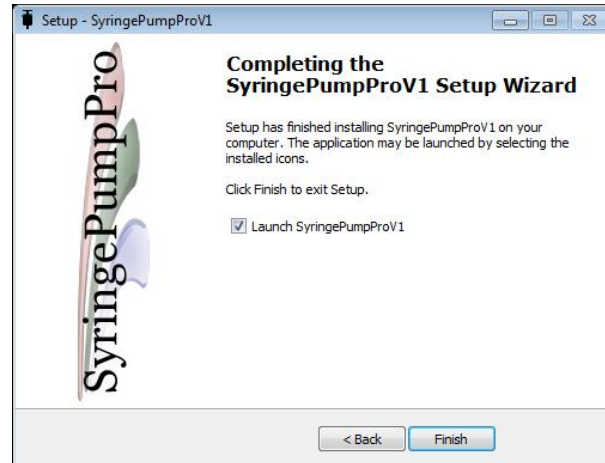 Setup - SyringePumpProV1
SyringePumpPro
Completing the
SyringePumpProV1 Setup Wizard
Setup has finished installing SyringePumpProV1 on your
computer. The application may be launched by selecting the
installed icons.
Click Finish to exit Setup.
Launch SyringePumpProV1
< Back
Finish